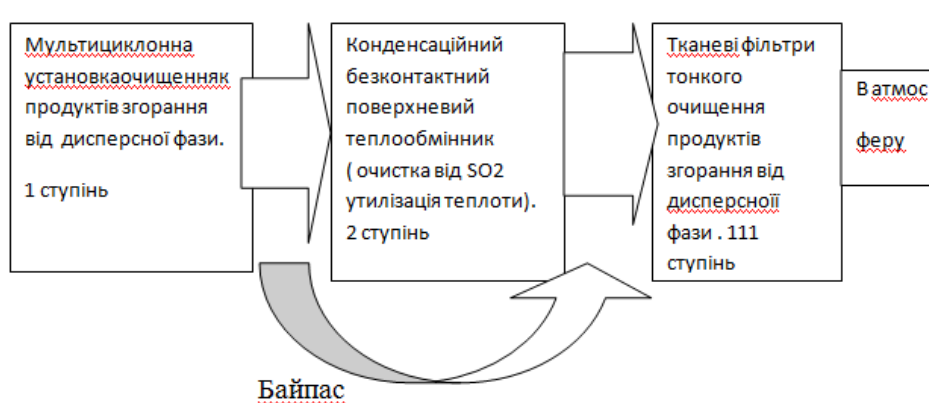 Мультициклонна
установкаочищенняк
продуктів згорання
від дисперсної фази.
1 ступінь
Конденсаційний
безконтактний
поверхневий
теплообмінник
( очистка від SO2
утилізація теплоти).
2 ступінь
Тканеві фільтри
тонкого
очищення
продуктів
згорання від
дисперсноїї
фази . 111
ступінь
В атмос
феру
Байпас